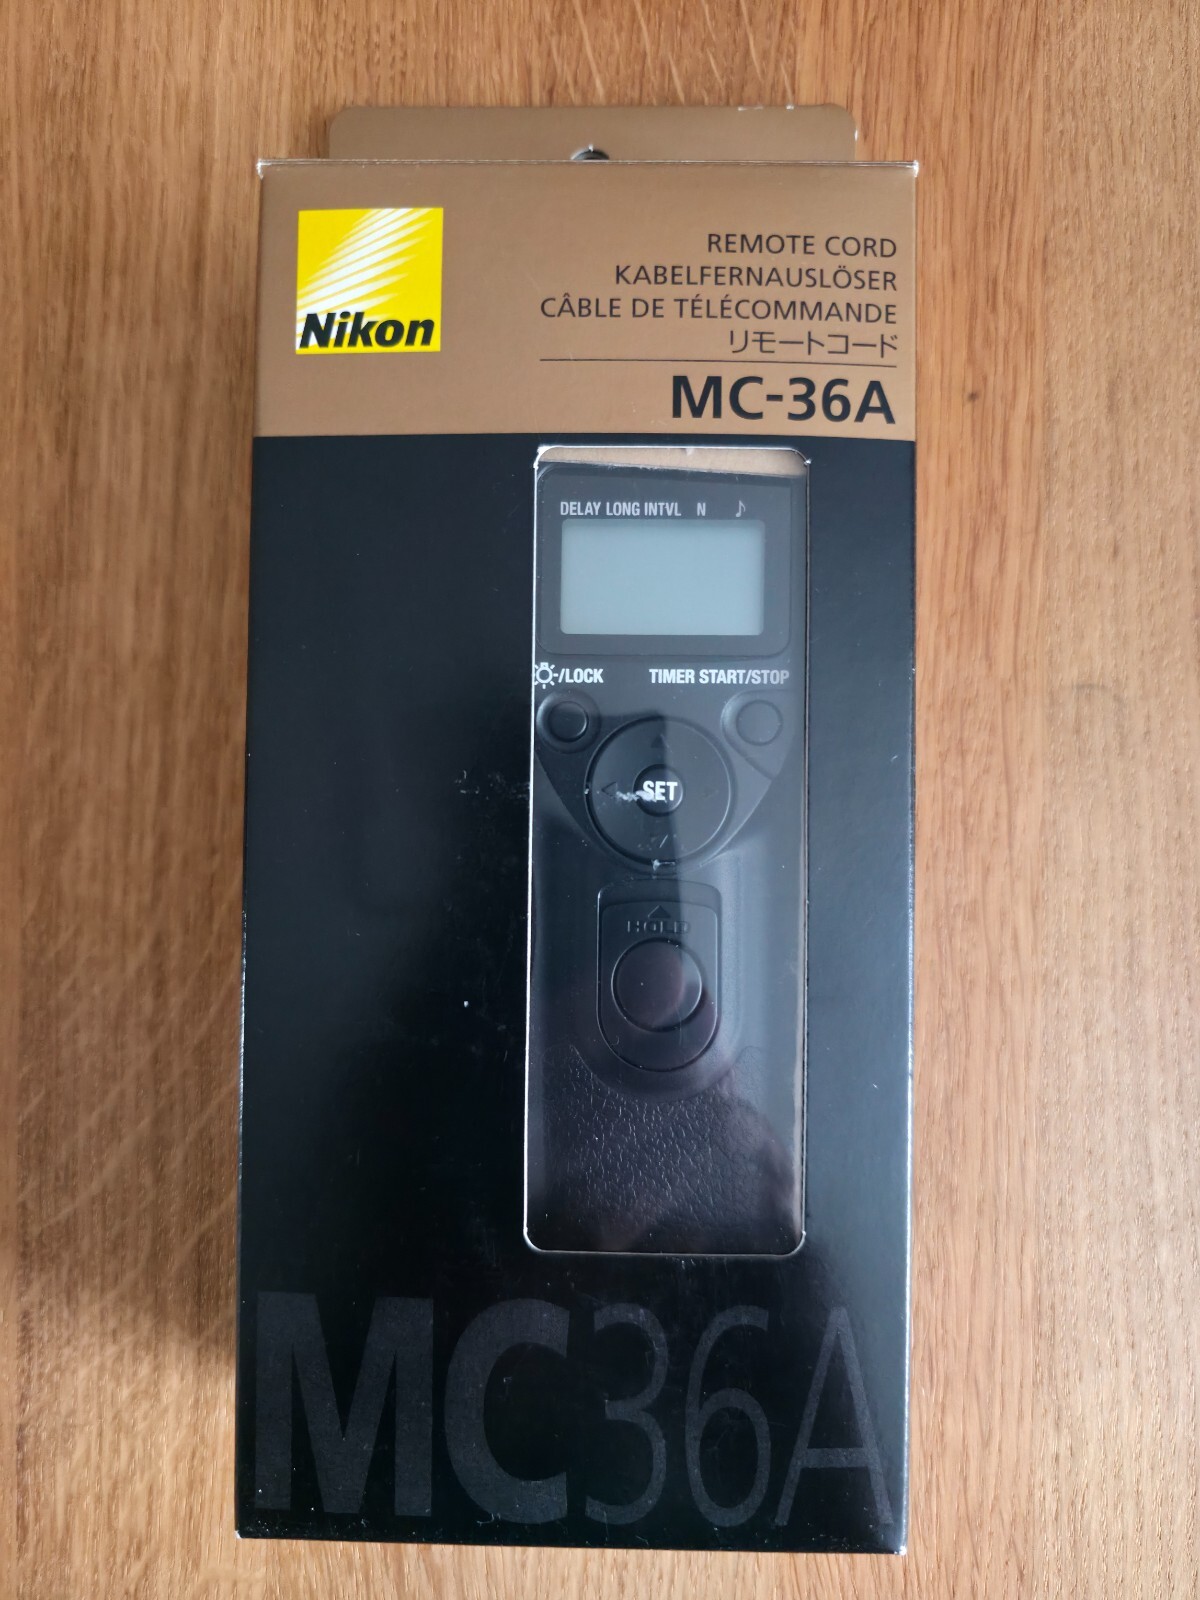 Nikon
REMOTE CORD
KABELFERNAUSLÖSER
CÂBLE DE TÉLÉCOMMANDE
リモートコード
MC-36A
DELAY LONG INTVL N ♪
/LOCK TIMER START/STOP
SET
HOLD
MC36A